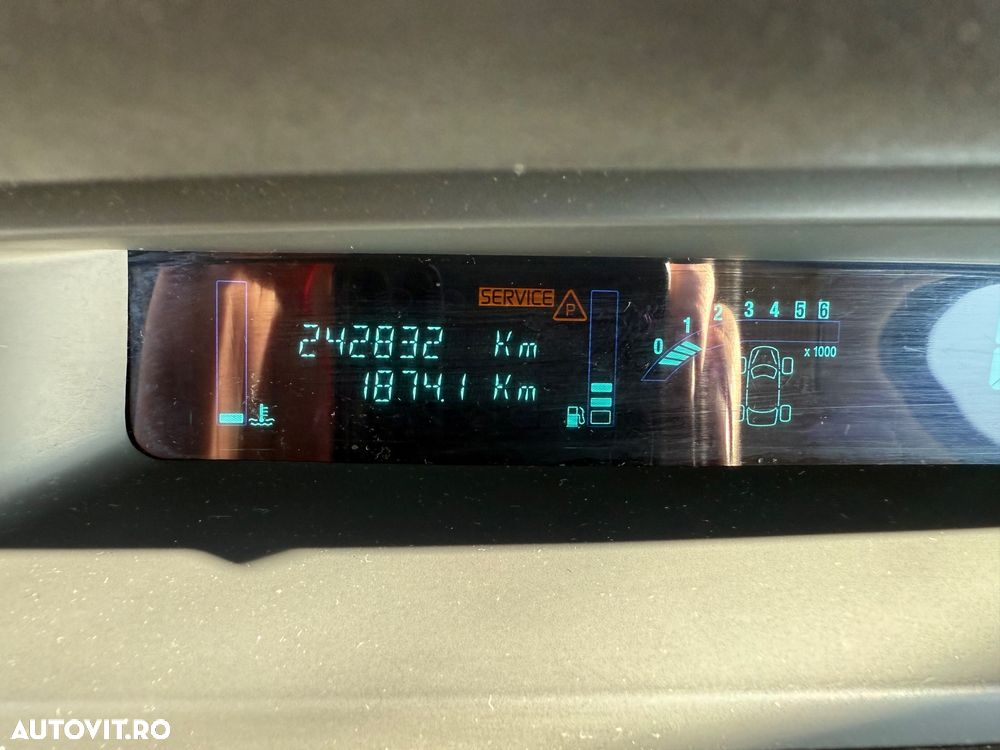 SERVICE P
242832 Km
1874.1 Km
0 1 2 3 4 5 6
x 1000
AUTOVIT.RO